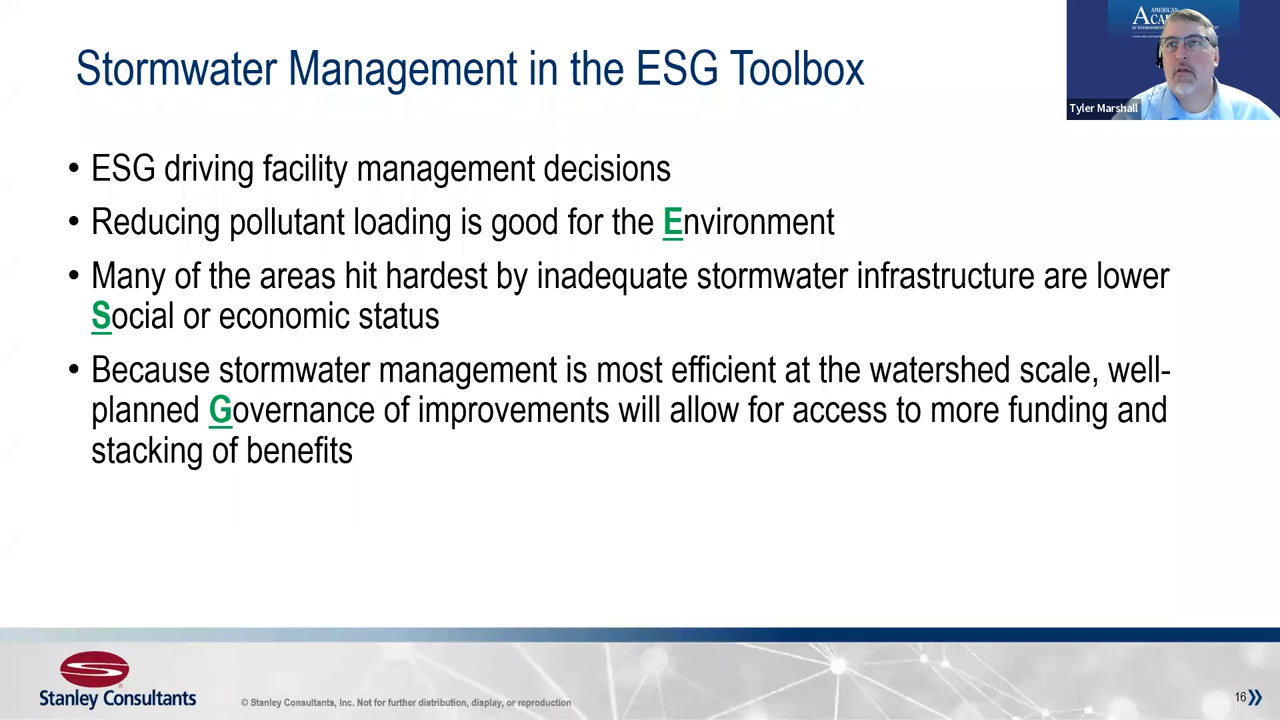 Stormwater Management in the ESG Toolbox
AMERICAN
ACA
OF ENVIRONMENT
Tyler Marshall
• ESG driving facility management decisions
• Reducing pollutant loading is good for the Environment
• Many of the areas hit hardest by inadequate stormwater infrastructure are lower
Social or economic status
• Because stormwater management is most efficient at the watershed scale, well-
planned Governance of improvements will allow for access to more funding and
stacking of benefits
Stanley Consultants
© Stanley Consultants, Inc. Not for further distribution, display, or reproduction
16